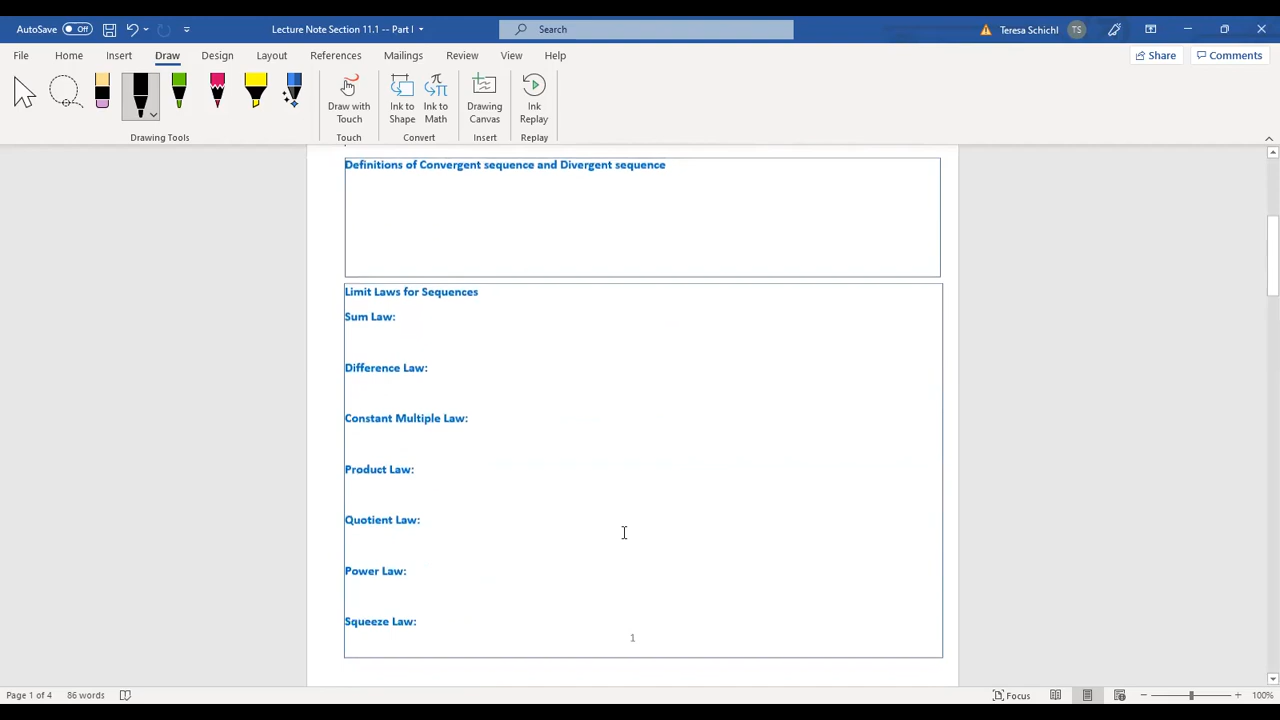 AutoSave Off Lecture Note Section 11.1 -- Part I Search Teresa Schichl TS
File Home Insert Draw Design Layout References Mailings Review View Help Share Comments
Draw with Touch
Ink to Shape
Ink to Math
Drawing Canvas
Ink Replay
Drawing Tools Touch Convert Insert Replay
Definitions of Convergent sequence and Divergent sequence
Limit Laws for Sequences
Sum Law:
Difference Law:
Constant Multiple Law:
Product Law:
Quotient Law:
Power Law:
Squeeze Law:
1
Page 1 of 4 86 words Focus 100%